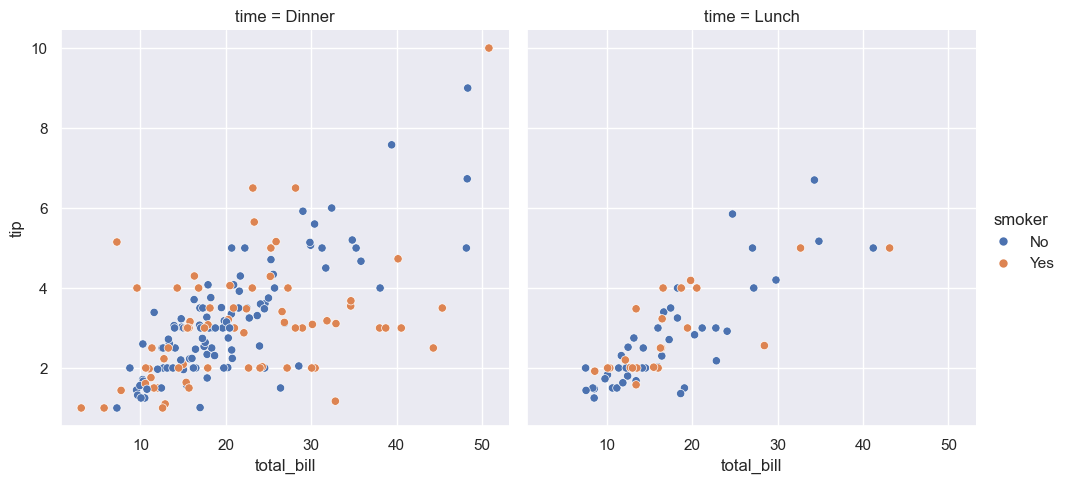 time = Dinner
time = Lunch
10
8
6
4
2
tip
10 20 30 40 50
10 20 30 40 50
total_bill
total_bill
smoker
No
Yes